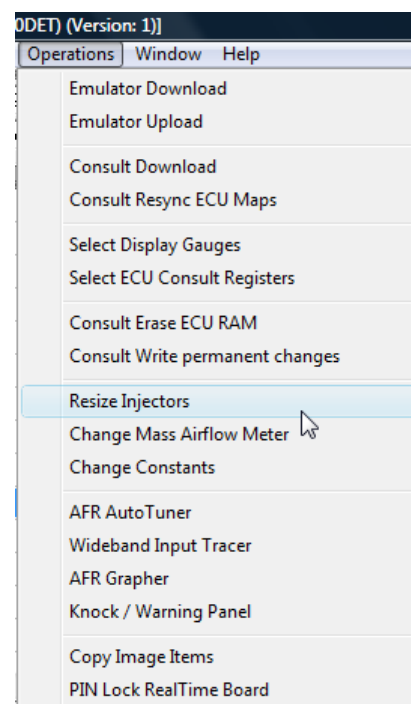 0DET) (Version: 1)]
Operations Window Help
Emulator Download
Emulator Upload
Consult Download
Consult Resync ECU Maps
Select Display Gauges
Select ECU Consult Registers
Consult Erase ECU RAM
Consult Write permanent changes
Resize Injectors
Change Mass Airflow Meter
Change Constants
AFR AutoTuner
Wideband Input Tracer
AFR Grapher
Knock / Warning Panel
Copy Image Items
PIN Lock RealTime Board